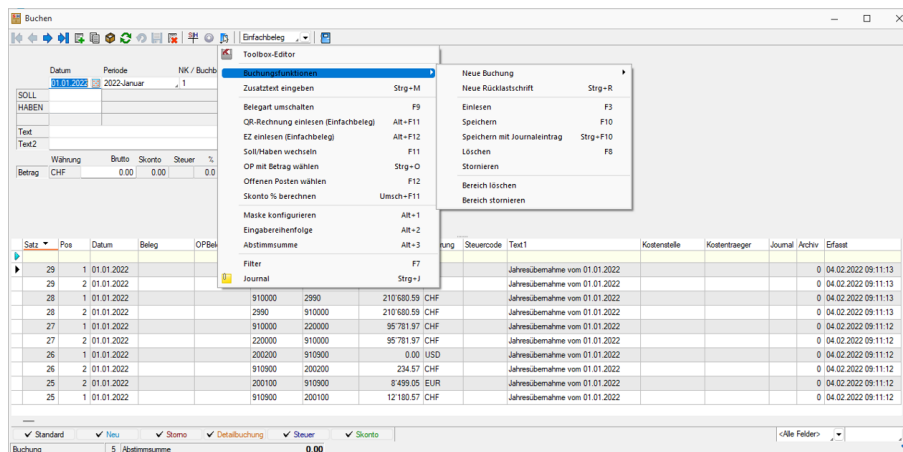 Buchen
Einfachbeleg
Toolbox-Editor
Datum Periode NK / Buchb
01.01.2022 2022-Januar 1
SOLL
HABEN
Text
Text2
Währung Brutto Skonto Steuer %
Betrag CHF 0.00 0.00 0.0
Buchungsfunktionen
Zusatztext eingeben Strg+M
Belegart umschalten F9
QR-Rechnung einlesen (Einfachbeleg) Alt+F11
EZ einlesen (Einfachbeleg) Alt+F12
Soll/Haben wechseln F11
OP mit Betrag wählen Strg+O
Offenen Posten wählen F12
Skonto % berechnen Umsch+F11
Maske konfigurieren Alt+1
Eingabereihenfolge Alt+2
Abstimmsumme Alt+3
Filter F7
Journal Strg+J
Neue Buchung
Neue Rücklastschrift Strg+R
Einlesen F3
Speichern F10
Speichern mit Journaleintrag Strg+F10
Löschen F8
Stornieren
Bereich löschen
Bereich stornieren
Satz Pos Datum Beleg OPBel rung Steuercode Text1 Kostenstelle Kostentraeger Journal Archiv Erfasst
29 1 01.01.2022 Jahresübernahme vom 01.01.2022 0 04.02.2022 09:11:13
29 2 01.01.2022 Jahresübernahme vom 01.01.2022 0 04.02.2022 09:11:13
28 1 01.01.2022 910000 2990 210'680.59 CHF Jahresübernahme vom 01.01.2022 0 04.02.2022 09:11:13
28 2 01.01.2022 2990 910000 210'680.59 CHF Jahresübernahme vom 01.01.2022 0 04.02.2022 09:11:13
27 1 01.01.2022 910000 220000 95'781.97 CHF Jahresübernahme vom 01.01.2022 0 04.02.2022 09:11:12
27 2 01.01.2022 220000 910000 95'781.97 CHF Jahresübernahme vom 01.01.2022 0 04.02.2022 09:11:12
26 1 01.01.2022 200200 910900 0.00 USD Jahresübernahme vom 01.01.2022 0 04.02.2022 09:11:12
26 2 01.01.2022 910900 200200 234.57 CHF Jahresübernahme vom 01.01.2022 0 04.02.2022 09:11:12
25 2 01.01.2022 200100 910900 8'499.05 EUR Jahresübernahme vom 01.01.2022 0 04.02.2022 09:11:12
25 1 01.01.2022 910900 200100 12'180.57 CHF Jahresübernahme vom 01.01.2022 0 04.02.2022 09:11:12
Standard Neu Storno Detailbuchung Steuer Skonto <Alle Felder>
Buchung 5 Abstimmsumme 0.00